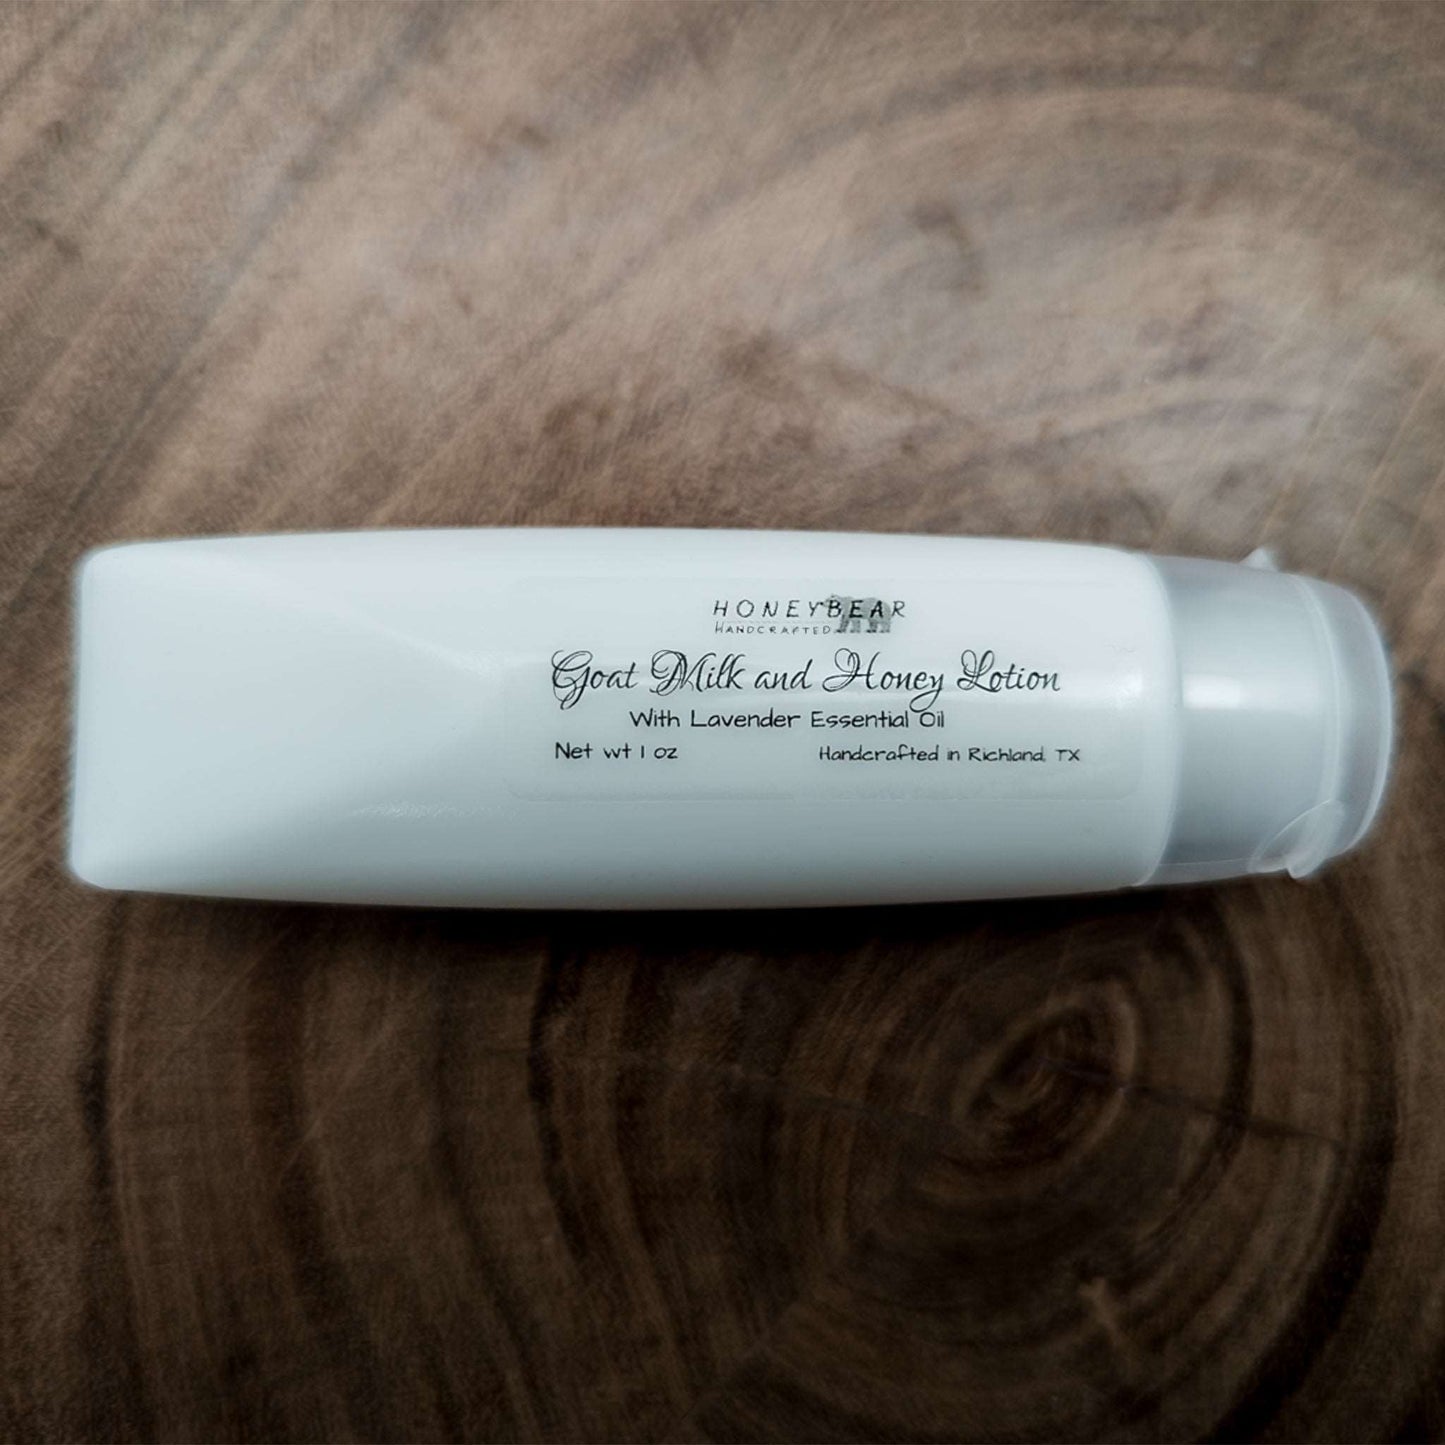 HONEYBEAR
HANDCRAFTED
Goat Milk and Honey Lotion
With Lavender Essential Oil
Net wt 1 oz
Handcrafted in Richland, TX